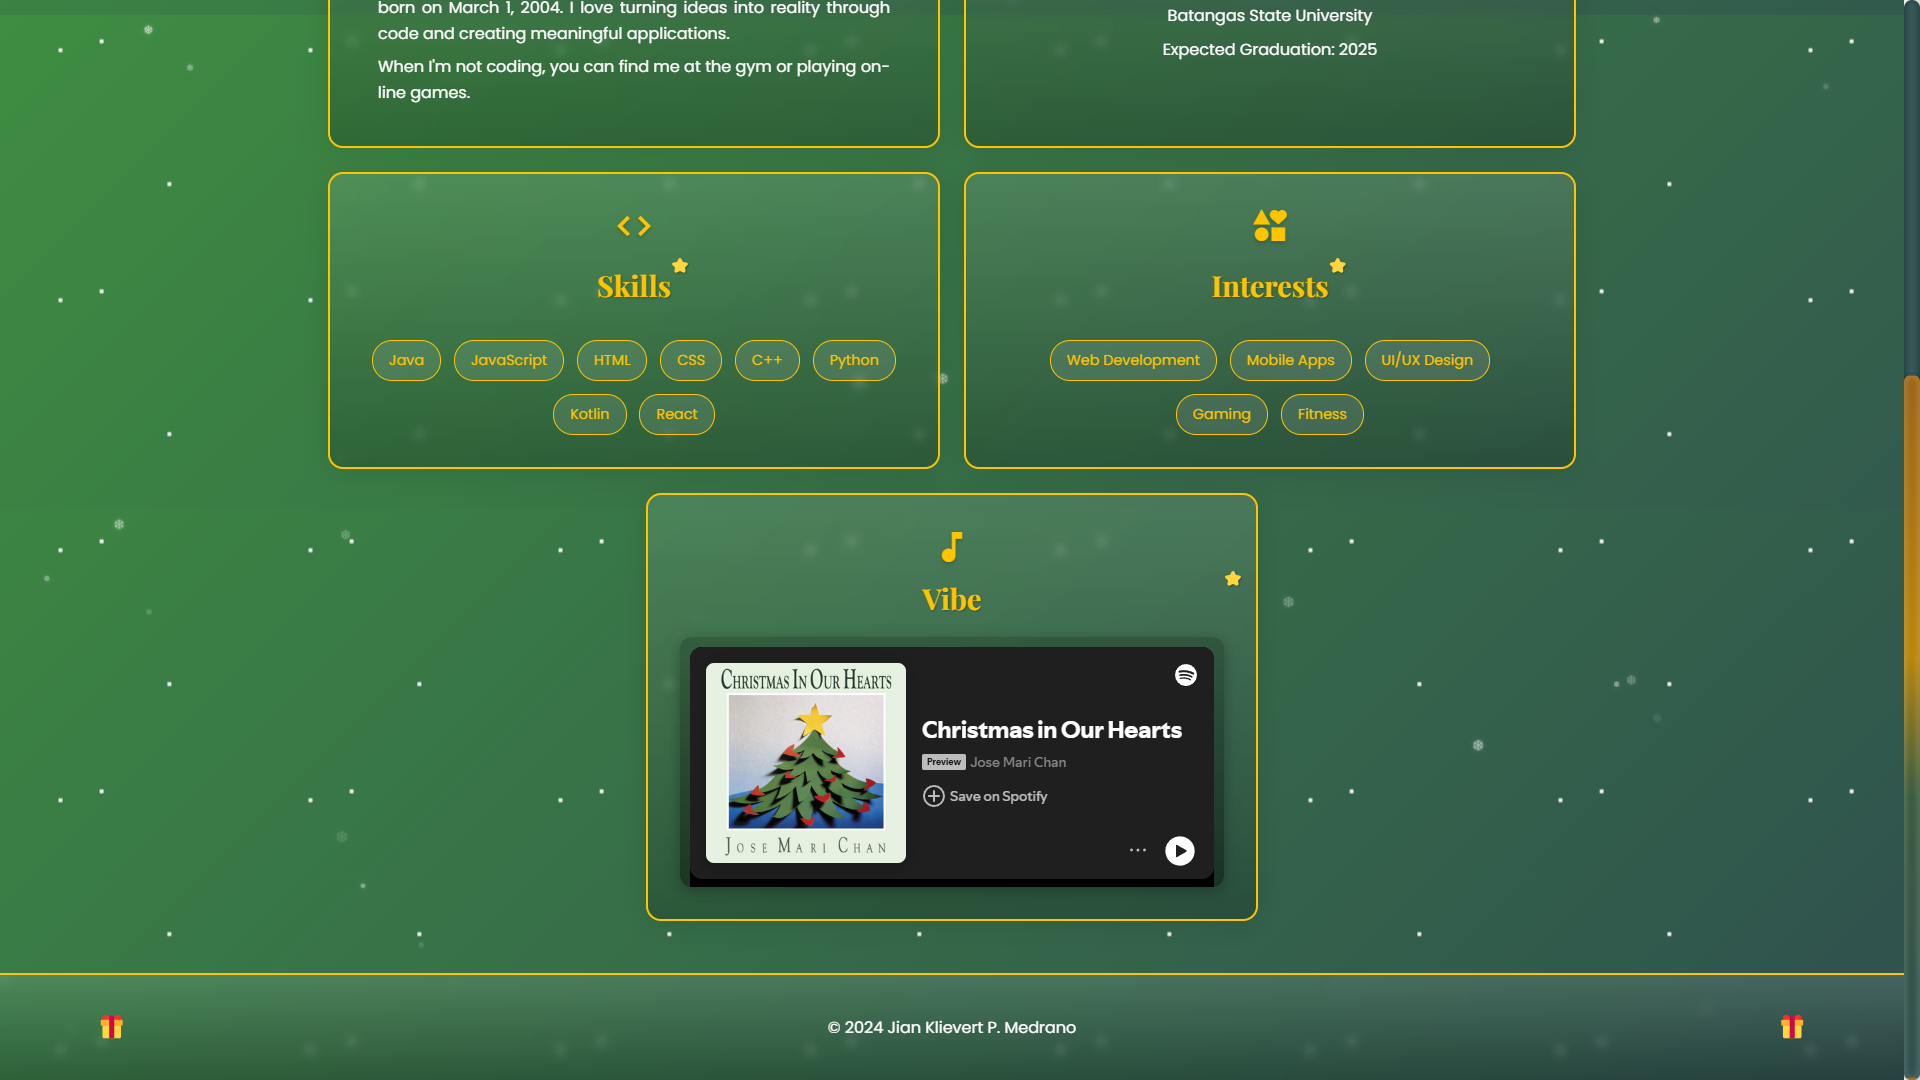 born on March 1, 2004. I love turning ideas into reality through
code and creating meaningful applications.
When I'm not coding, you can find me at the gym or playing on-
line games.
Batangas State University
Expected Graduation: 2025
Skills
Java JavaScript HTML CSS C++ Python
Kotlin React
Interests
Web Development Mobile Apps UI/UX Design
Gaming Fitness
Vibe
CHRISTMAS IN OUR HEARTS
JOSE MARI CHAN
Christmas in Our Hearts
Preview Jose Mari Chan
Save on Spotify
© 2024 Jian Klievert P. Medrano